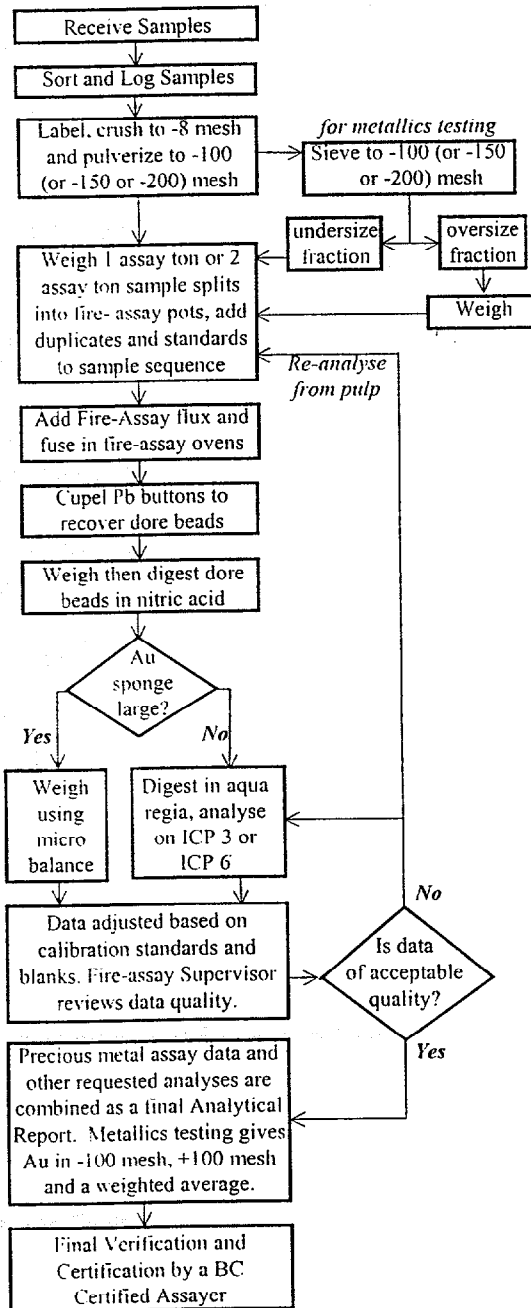 Receive Samples
Sort and Log Samples
Label, crush to -8 mesh
and pulverize to -100
(or -150 or -200) mesh
for metallics testing
Sieve to -100 (or -150
or -200) mesh
undersize
fraction
oversize
fraction
Weigh
Weigh 1 assay ton or 2
assay ton sample splits
into fire- assay pots, add
duplicates and standards
to sample sequence
Re-analyse
from pulp
Add Fire-Assay flux and
fuse in fire-assay ovens
Cupel Pb buttons to
recover dore beads
Weigh then digest dore
beads in nitric acid
Au
sponge
large?
Yes
No
Weigh
using
micro
balance
Digest in aqua
regia, analyse
on ICP 3 or
ICP 6
No
Data adjusted based on
calibration standards and
blanks. Fire-assay Supervisor
reviews data quality.
Is data
of acceptable
quality?
Yes
Precious metal assay data and
other requested analyses are
combined as a final Analytical
Report. Metallics testing gives
Au in -100 mesh, +100 mesh
and a weighted average.
Final Verification and
Certification by a BC
Certified Assayer